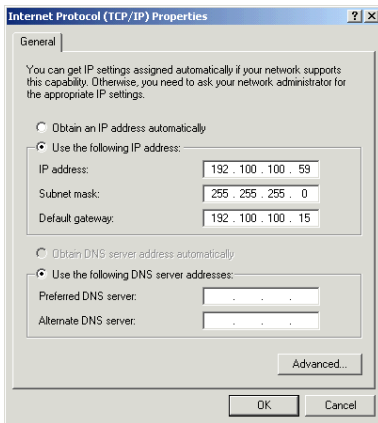 Internet Protocol (TCP/IP) Properties
General
You can get IP settings assigned automatically if your network supports
this capability. Otherwise, you need to ask your network administrator for
the appropriate IP settings.
Obtain an IP address automatically
Use the following IP address:
IP address: 192 . 100 . 100 . 59
Subnet mask: 255 . 255 . 255 . 0
Default gateway: 192 . 100 . 100 . 15
Obtain DNS server address automatically
Use the following DNS server addresses:
Preferred DNS server: . . .
Alternate DNS server: . . .
Advanced...
OK Cancel